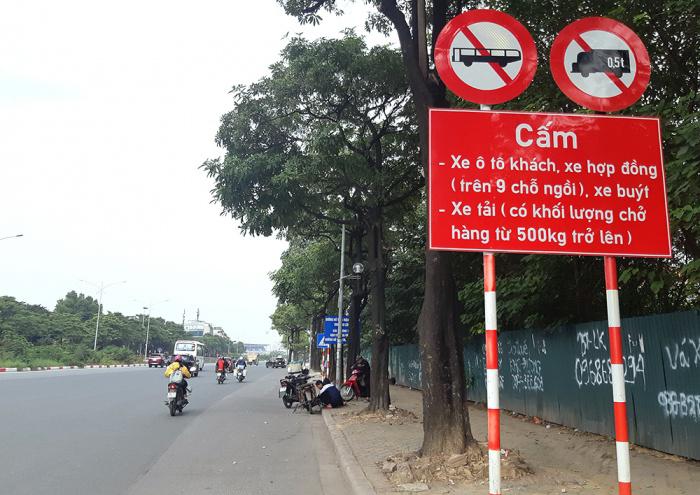 0,5t
Cấm
- Xe ô tô khách, xe hợp đồng
(trên 9 chỗ ngồi), xe buýt
- Xe tải (có khối lượng chở
hàng từ 500kg trở lên)